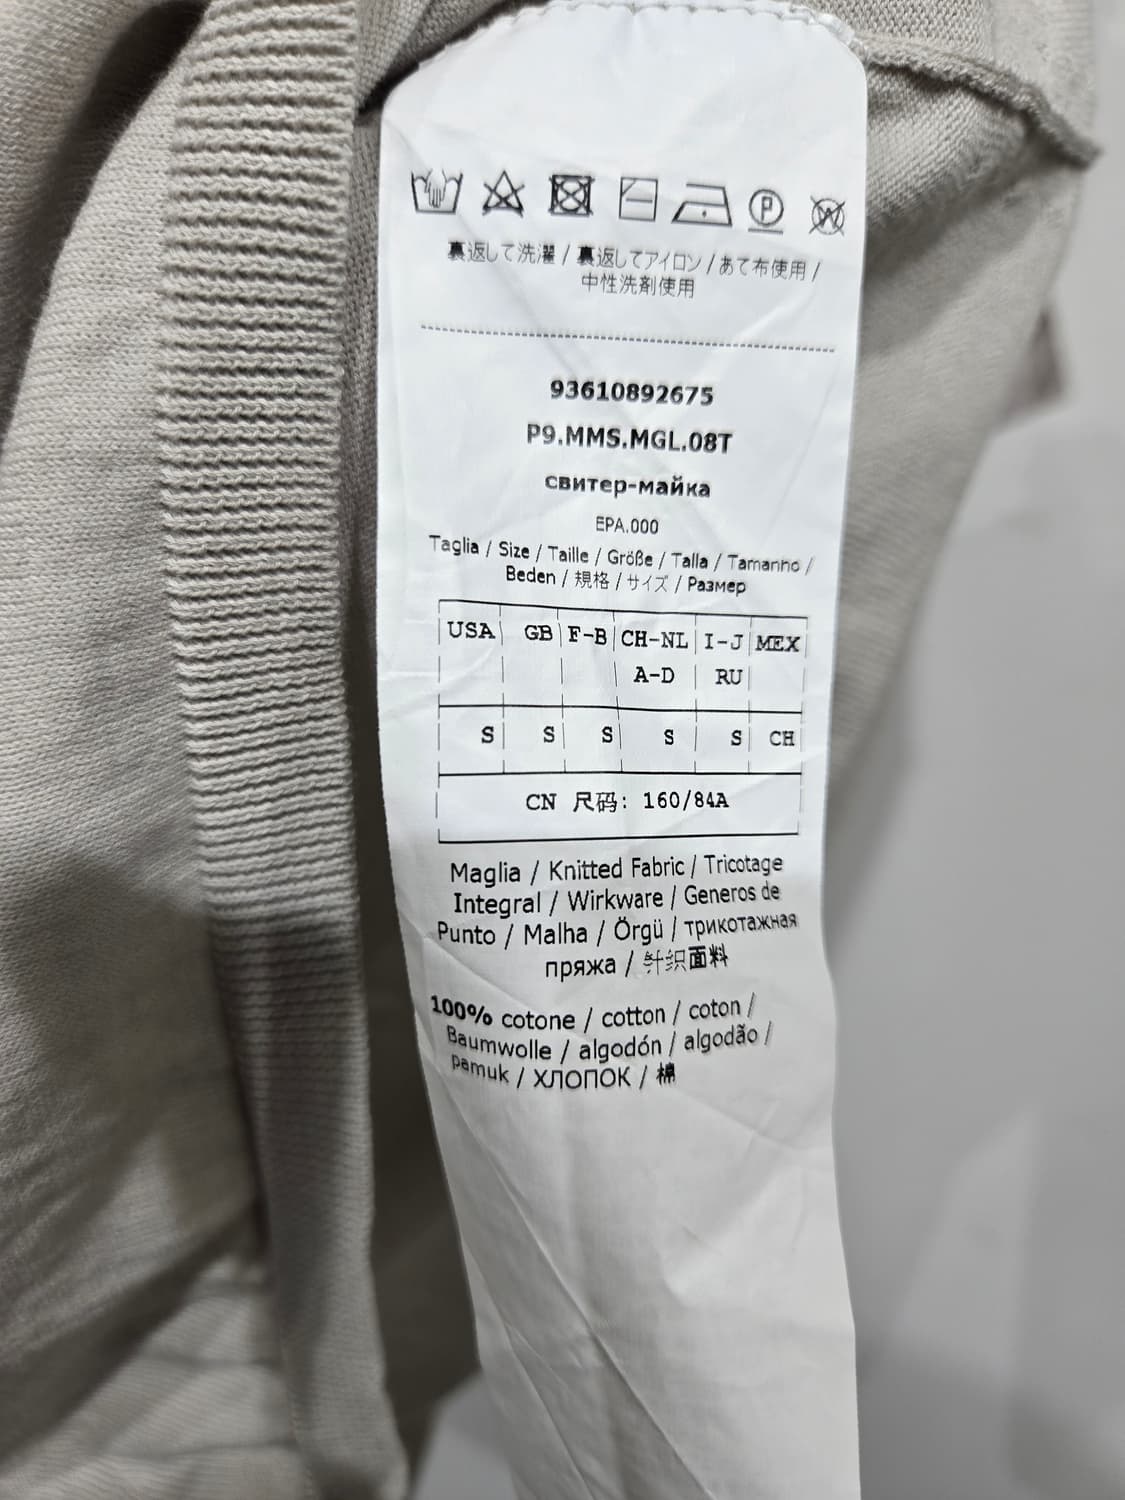 P
W
裏返して洗濯 / 裏返してアイロン / あて布使用 /
中性洗剤使用
93610892675
P9.MMS.MGL.08T
свитер-майка
EPA.000
Taglia / Size / Taille / Größe / Talla / Tamanho /
Beden / 規格 / サイズ / Размер
USA GB F-B CH-NL I-J MEX
A-D RU
S S S S S CH
CN 尺码: 160/84A
Maglia / Knitted Fabric / Tricotage
Integral / Wirkware / Generos de
Punto / Malha / Örgü / трикотажная
пряжа / 针织面料
100% cotone / cotton / coton /
Baumwolle / algodón / algodão /
pamuk / ХЛОПОК / 棉